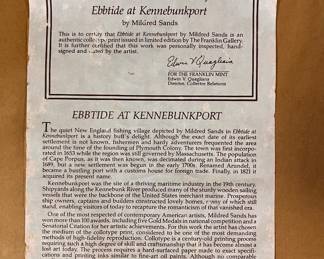 Ebbtide at Kennebunkport
by Mildred Sands
This is to certify that Ebbtide at Kennebunkport by Mildred Sands is an
authentic collotype print issued in limited edition by The Franklin Gallery.
It is further certified that this work was personally inspected, hand-
signed and by the artist.
Edwin V. Quagliana
FOR THE FRANKLIN MINT
Edwin V. Quagliana
Director, Collector Relations
EBBTIDE AT KENNEBUNKPORT
The quiet New England fishing village depicted by Mildred Sands in Ebbtide at
Kennebunkport is a history buff's delight. Although the exact date of its earliest
settlement is not known, fishermen and hardy adventurers frequented the area
around the time of the founding of Plymouth Colony. The town was first incorpo-
rated in 1653 while the region was still governed by Massachusetts. The population
of Cape Porpus, as it was then known, was decimated during an Indian attack in
1689, but a new settlement was begun in the early 1700s. Renamed Arundel, it
became a bustling port with a custom house for foreign trade. Finally, in 1821 it
acquired its present name.
Kennebunkport was the site of a thriving maritime industry in the 19th century.
Shipyards along the Kennebunk River produced many of the sturdy wooden sailing
vessels that were the backbone of the United States merchant marine. Prosperous
ship owners, captains and builders constructed lovely homes, many of which still
stand, enabling visitors of today to recapture the romanticism of that vanished era.
One of the most respected of contemporary American artists, Mildred Sands has
won more than 100 awards, including five Gold Medals in national competition and a
Senatorial Citation for her artistic achievements. For this work the artist has chosen
the medium of the collotype print, considered to be one of the most demanding
methods of high-fidelity reproduction. Collotype is a century-old printing process
requiring such a high degree of skill and craftsmanship that it has become almost a
lost art today. The process requires a hard-surfaced paper made to exact specifi-
cations and printing inks similar to fine-art oil paints. Although no comparable